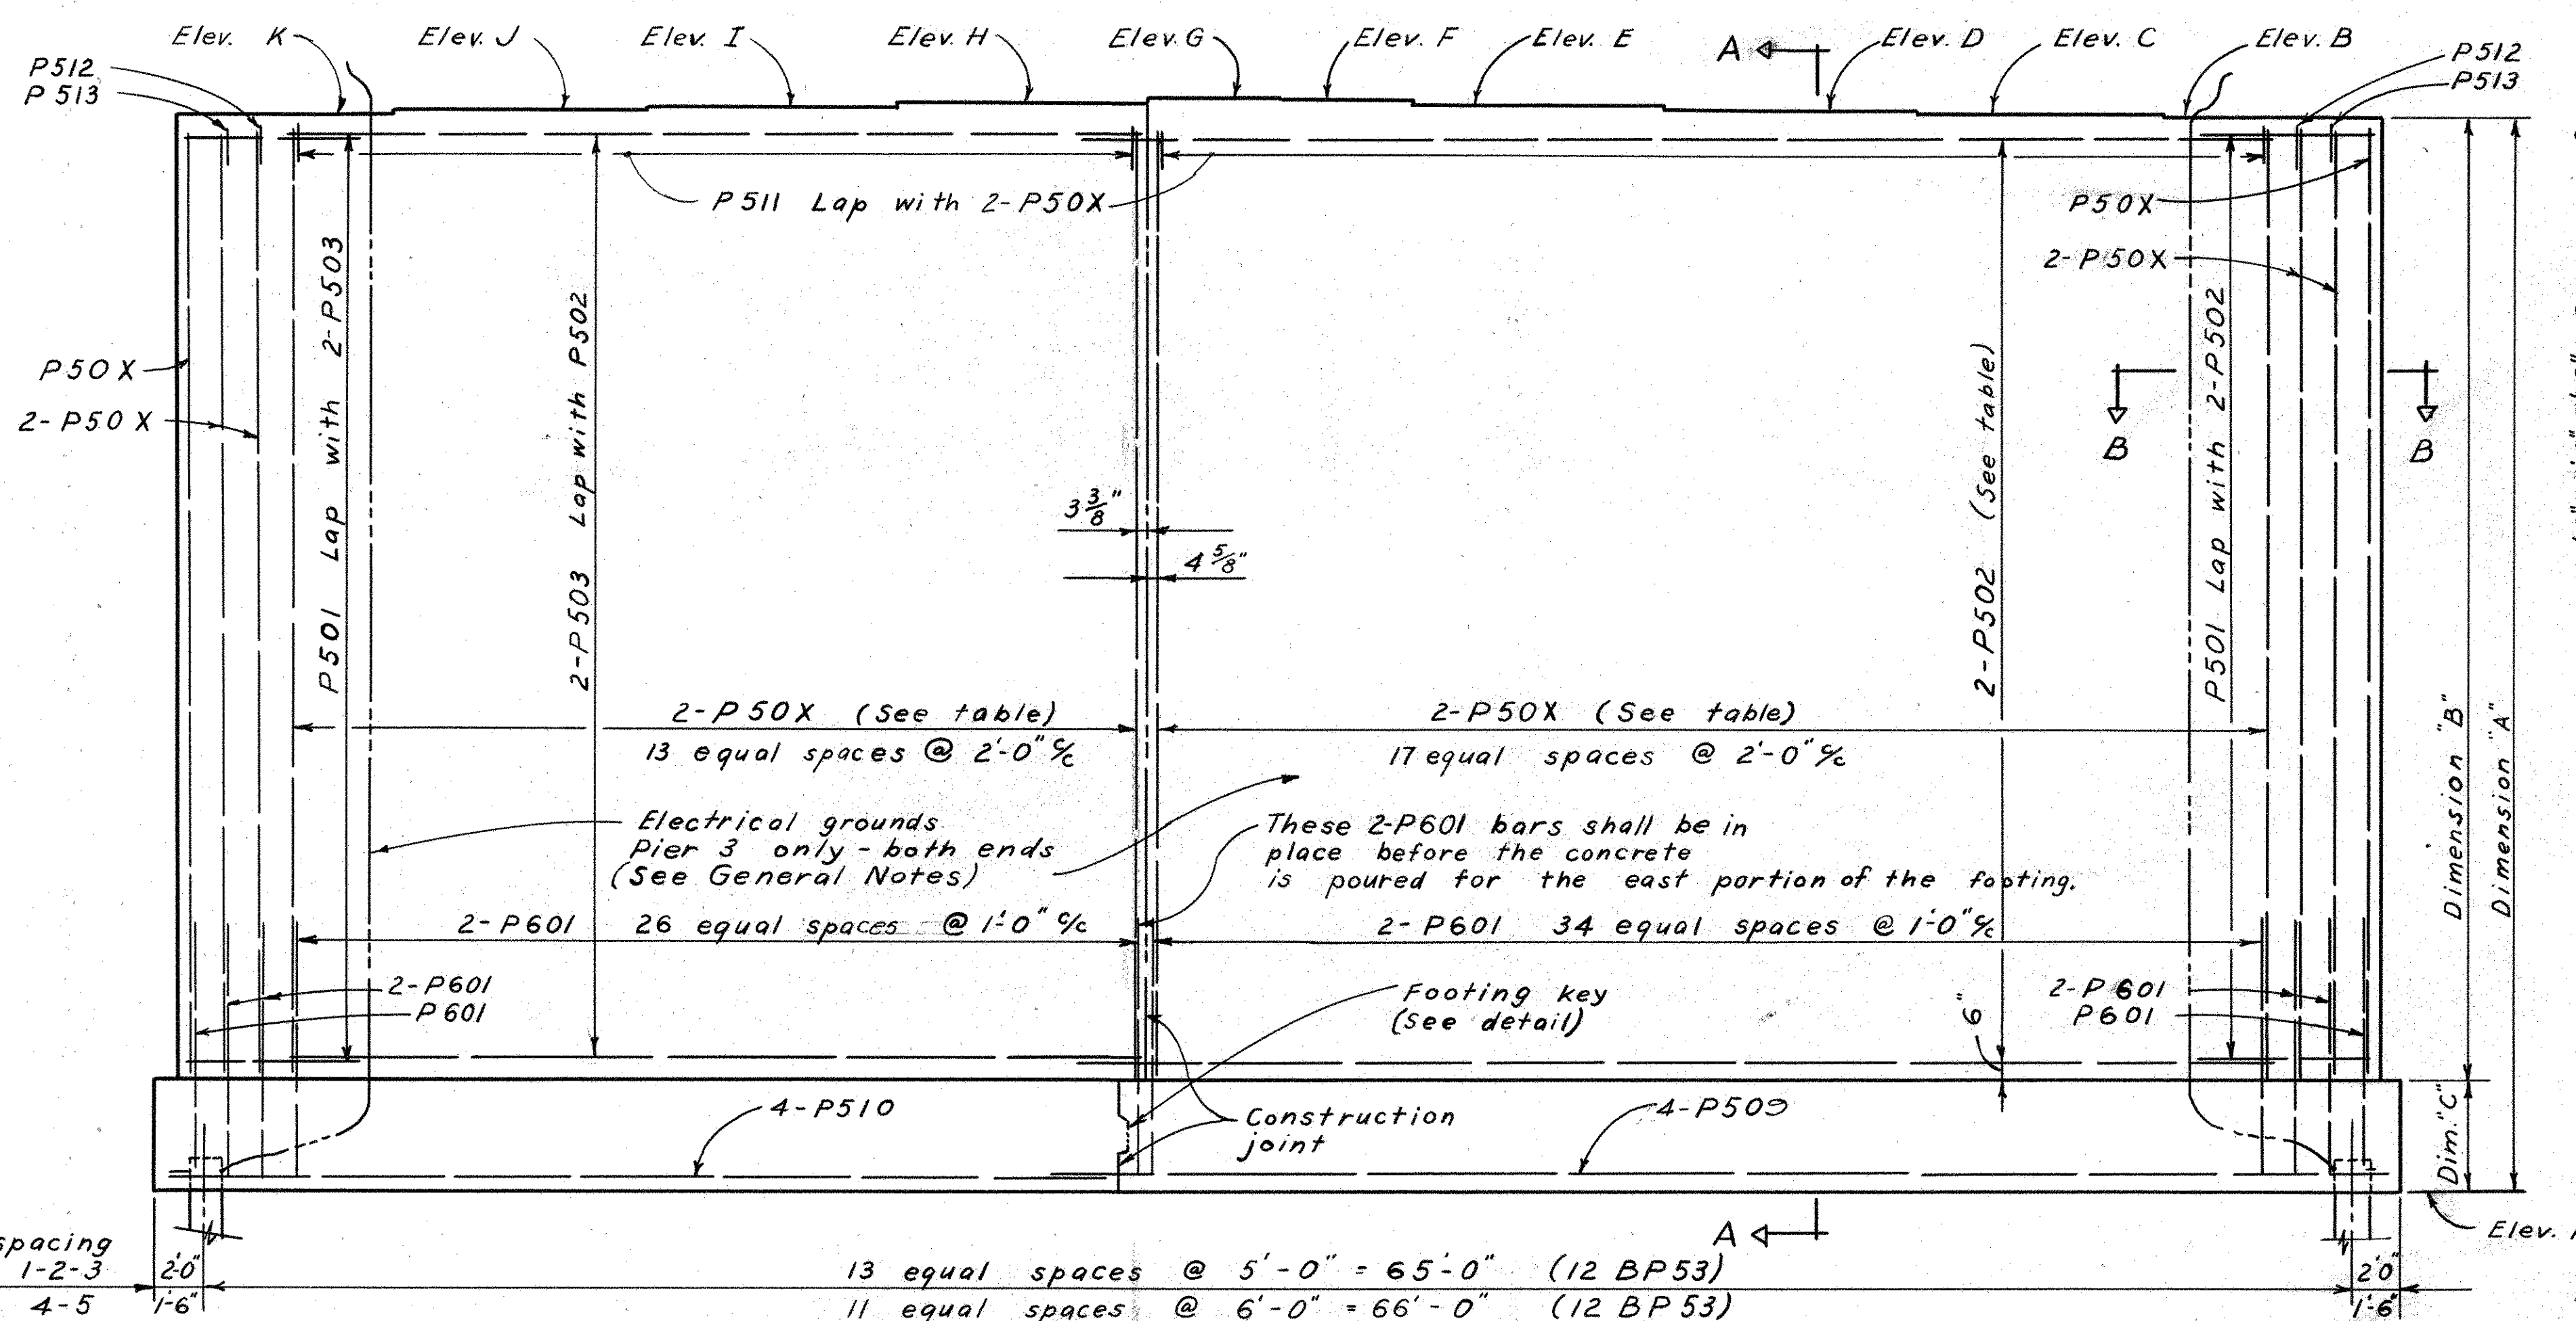 Elev. K
Elev. J
Elev. I
Elev. H
Elev. G
Elev. F
Elev. E
A
Elev. D
Elev. C
Elev. B
P512
P513
P512
P513
P511 Lap with 2-P50X
P50X
2-P50X
P50X
2-P50X
P501 Lap with 2-P503
2-P503 Lap with P502
2-P502 (See table)
P501 Lap with 2-P502
B
B
3 3/8"
4 5/8"
2-P50X (See table)
13 equal spaces @ 2'-0" c/c
2-P50X (See table)
17 equal spaces @ 2'-0" c/c
Electrical grounds
Pier 3 only - both ends
(See General Notes)
These 2-P601 bars shall be in
place before the concrete
is poured for the east portion of the footing.
2-P601 26 equal spaces @ 1'-0" c/c
2-P601 34 equal spaces @ 1'-0" c/c
Dimension "B"
Dimension "A"
2-P601
P601
Footing key
(See detail)
6"
2-P601
P601
4-P510
Construction
joint
4-P509
Dim. "C"
A
Elev.
spacing
1-2-3
2'-0"
13 equal spaces @ 5'-0" = 65'-0" (12 BP53)
2'0"
4-5
1'-6"
11 equal spaces @ 6'-0" = 66'-0" (12 BP53)
1'-6"